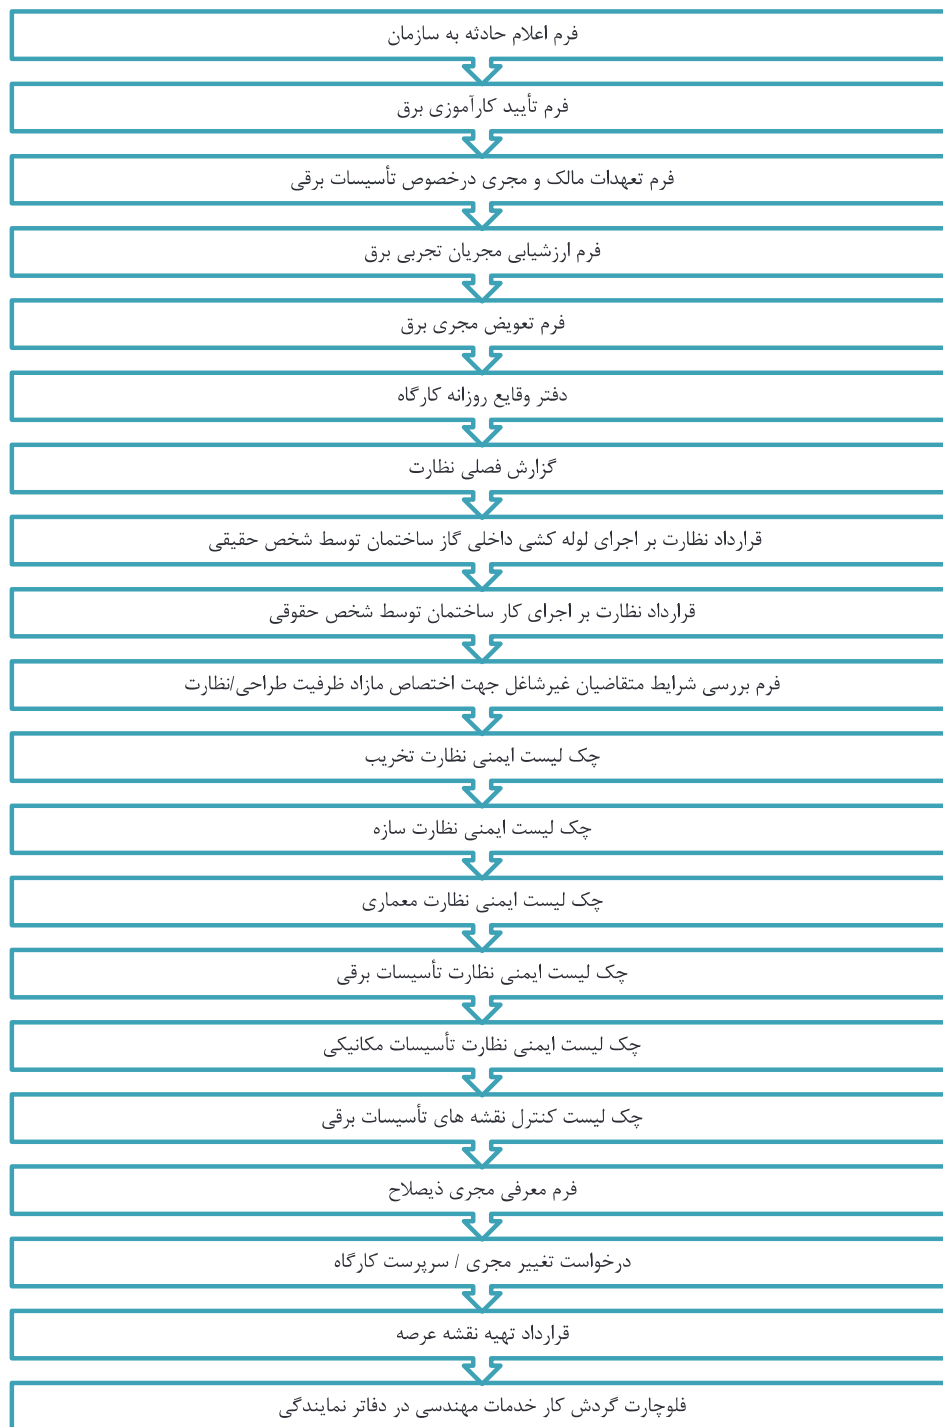 فرم اعلام حادثه به سازمان
فرم تأیید کارآموزی برق
فرم تعهدات مالک و مجری درخصوص تأسیسات برقی
فرم ارزشیابی مجریان تجربی برق
فرم تعویض مجری برق
دفتر وقایع روزانه کارگاه
گزارش فصلی نظارت
قرارداد نظارت بر اجرای لوله کشی داخلی گاز ساختمان توسط شخص حقیقی
قرارداد نظارت بر اجرای کار ساختمان توسط شخص حقوقی
فرم بررسی شرایط متقاضیان غیرشاغل جهت اختصاص مازاد ظرفیت طراحی/نظارت
چک لیست ایمنی نظارت تخریب
چک لیست ایمنی نظارت سازه
چک لیست ایمنی نظارت معماری
چک لیست ایمنی نظارت تأسیسات برقی
چک لیست ایمنی نظارت تأسیسات مکانیکی
چک لیست کنترل نقشه های تأسیسات برقی
فرم معرفی مجری ذیصلاح
درخواست تغییر مجری / سرپرست کارگاه
قرارداد تهیه نقشه عرصه
فلوچارت گردش کار خدمات مهندسی در دفاتر نمایندگی